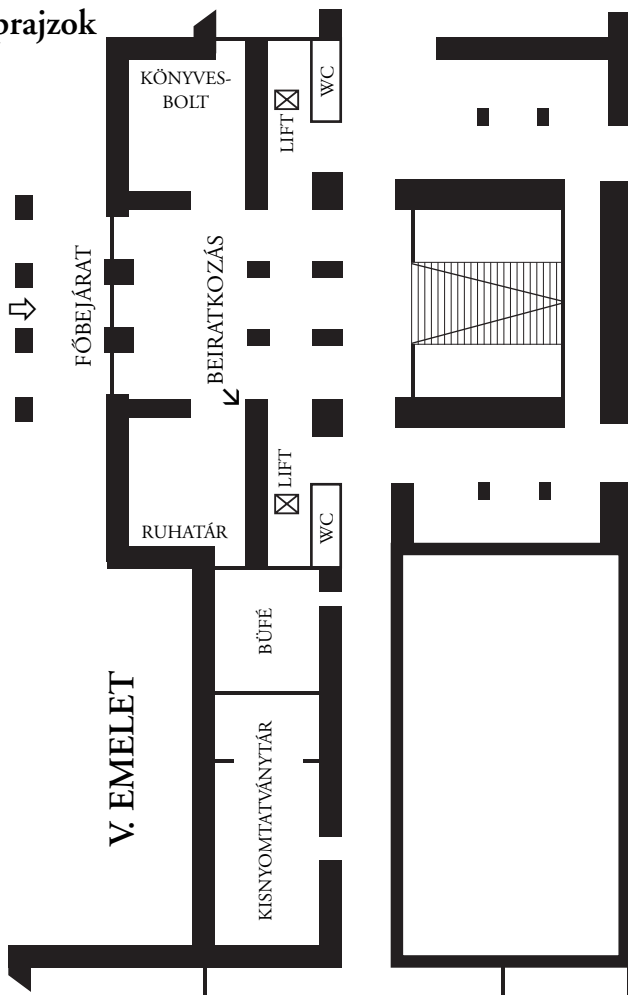 prajzok
KÖNYVES-
BOLT
LIFT
WC
FŐBEJÁRAT
BEIRATKOZÁS
RUHATÁR
LIFT
WC
BÜFÉ
V. EMELET
KISNYOMTATVÁNYTÁR